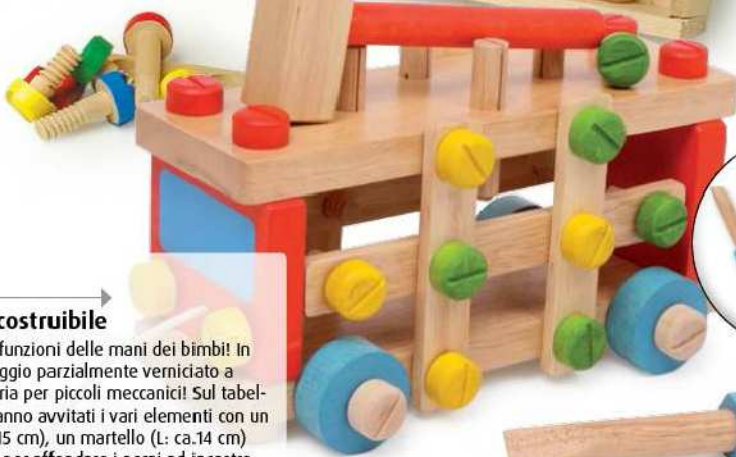 costruibile
funzioni delle mani dei bimbi! In
ggio parzialmente verniciato a
ria per piccoli meccanici! Sul tabel-
anno avvitati i vari elementi con un
15 cm), un martello (L: ca.14 cm)